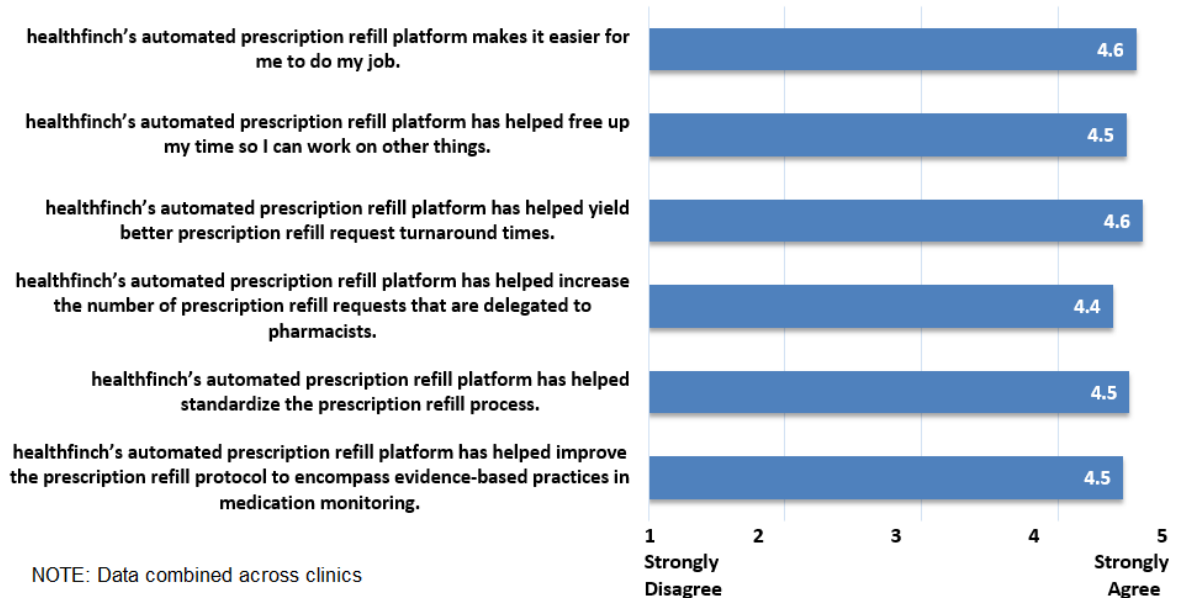 healthfinch’s automated prescription refill platform makes it easier for
me to do my job.
4.6
healthfinch’s automated prescription refill platform has helped free up
my time so I can work on other things.
4.5
healthfinch’s automated prescription refill platform has helped yield
better prescription refill request turnaround times.
4.6
healthfinch’s automated prescription refill platform has helped increase
the number of prescription refill requests that are delegated to
pharmacists.
4.4
healthfinch’s automated prescription refill platform has helped
standardize the prescription refill process.
4.5
healthfinch’s automated prescription refill platform has helped improve
the prescription refill protocol to encompass evidence-based practices in
medication monitoring.
4.5
1 2 3 4 5
Strongly Disagree
Strongly Agree
NOTE: Data combined across clinics